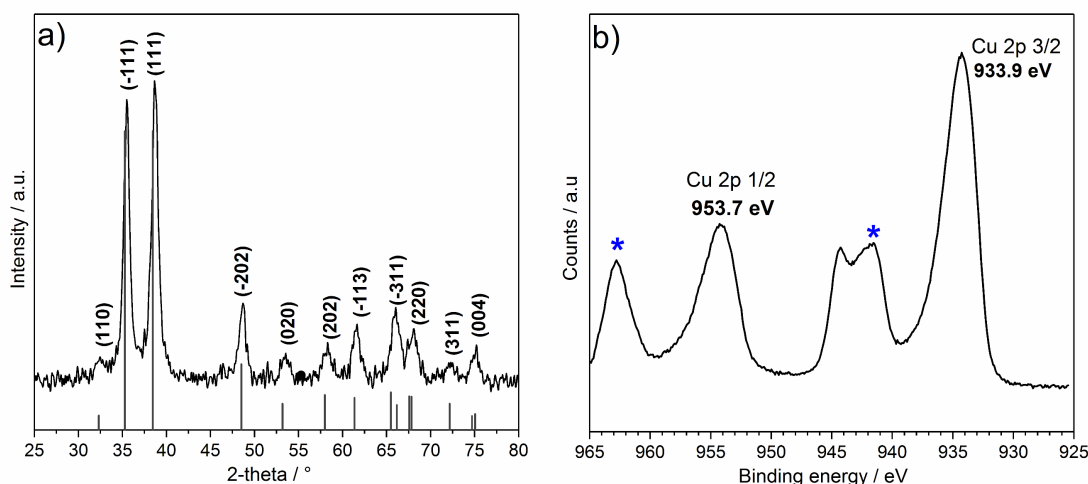 a)
(-111)
(111)
(110)
(-202)
(020)
(202)
(-113)
(-311)
(220)
(311)
(004)
Intensity / a.u.
25 30 35 40 45 50 55 60 65 70 75 80
2-theta / °
b)
Cu 2p 3/2
933.9 eV
Cu 2p 1/2
953.7 eV
*
*
Counts / a.u
965 960 955 950 945 940 935 930 925
Binding energy / eV